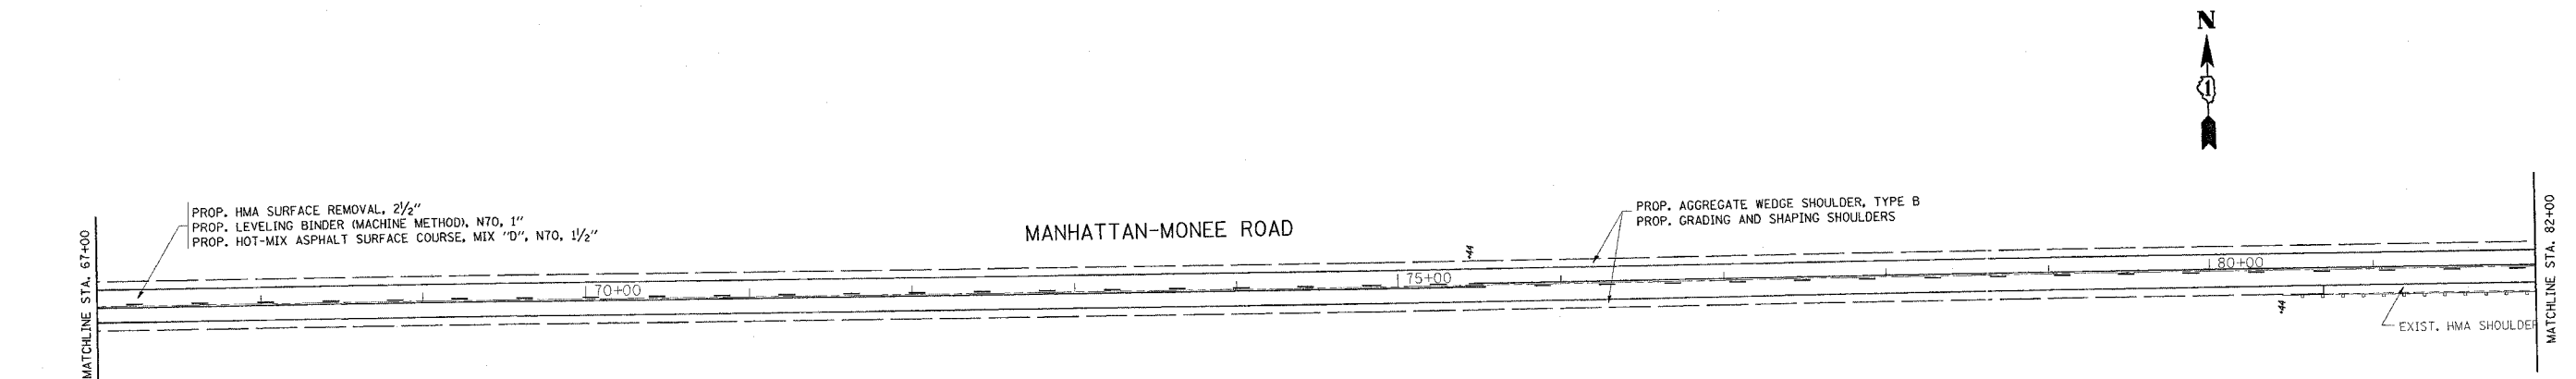 N
1
PROP. HMA SURFACE REMOVAL, 2½"
PROP. LEVELING BINDER (MACHINE METHOD), N70, 1"
PROP. HOT-MIX ASPHALT SURFACE COURSE, MIX "D", N70, 1½"
MANHATTAN-MONEE ROAD
PROP. AGGREGATE WEDGE SHOULDER, TYPE B
PROP. GRADING AND SHAPING SHOULDERS
MATCHLINE STA. 67+00
70+00
75+00
80+00
EXIST. HMA SHOULDER
MATCHLINE STA. 82+00